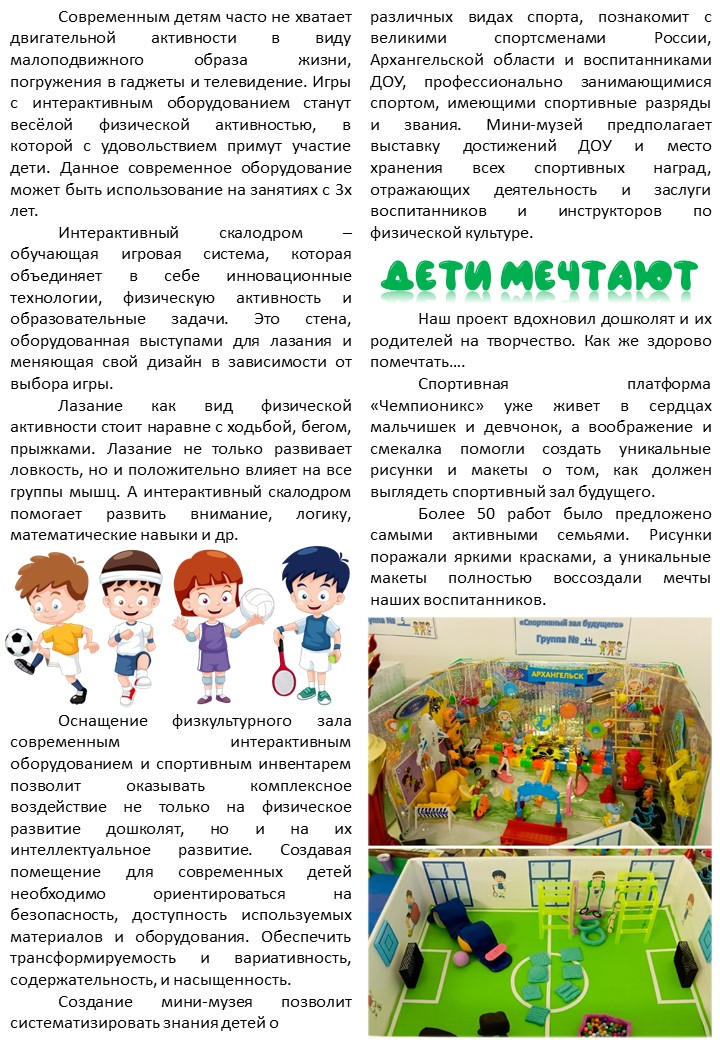 Современным детям часто не хватает
двигательной активности в виду
малоподвижного образа жизни,
погружения в гаджеты и телевидение. Игры
с интерактивным оборудованием станут
весёлой физической активностью, в
которой с удовольствием примут участие
дети. Данное современное оборудование
может быть использование на занятиях с 3х
лет.
Интерактивный скалодром –
обучающая игровая система, которая
объединяет в себе инновационные
технологии, физическую активность и
образовательные задачи. Это стена,
оборудованная выступами для лазания и
меняющая свой дизайн в зависимости от
выбора игры.
Лазание как вид физической
активности стоит наравне с ходьбой, бегом,
прыжками. Лазание не только развивает
ловкость, но и положительно влияет на все
группы мышц. А интерактивный скалодром
помогает развить внимание, логику,
математические навыки и др.
Оснащение физкультурного зала
современным интерактивным
оборудованием и спортивным инвентарем
позволит оказывать комплексное
воздействие не только на физическое
развитие дошколят, но и на их
интеллектуальное развитие. Создавая
помещение для современных детей
необходимо ориентироваться на
безопасность, доступность используемых
материалов и оборудования. Обеспечить
трансформируемость и вариативность,
содержательность, и насыщенность.
Создание мини-музея позволит
систематизировать знания детей о
различных видах спорта, познакомит с
великими спортсменами России,
Архангельской области и воспитанниками
ДОУ, профессионально занимающимися
спортом, имеющими спортивные разряды
и звания. Мини-музей предполагает
выставку достижений ДОУ и место
хранения всех спортивных наград,
отражающих деятельность и заслуги
воспитанников и инструкторов по
физической культуре.
ДЕТИ МЕЧТАЮТ
Наш проект вдохновил дошколят и их
родителей на творчество. Как же здорово
помечтать....
Спортивная платформа
«Чемпионикс» уже живет в сердцах
мальчишек и девчонок, а воображение и
смекалка помогли создать уникальные
рисунки и макеты о том, как должен
выглядеть спортивный зал будущего.
Более 50 работ было предложено
самыми активными семьями. Рисунки
поражали яркими красками, а уникальные
макеты полностью воссоздали мечты
наших воспитанников.
руппа № 5
«Спортивный зал будущего»
Группа № 14
АРХАНГЕЛЬСК